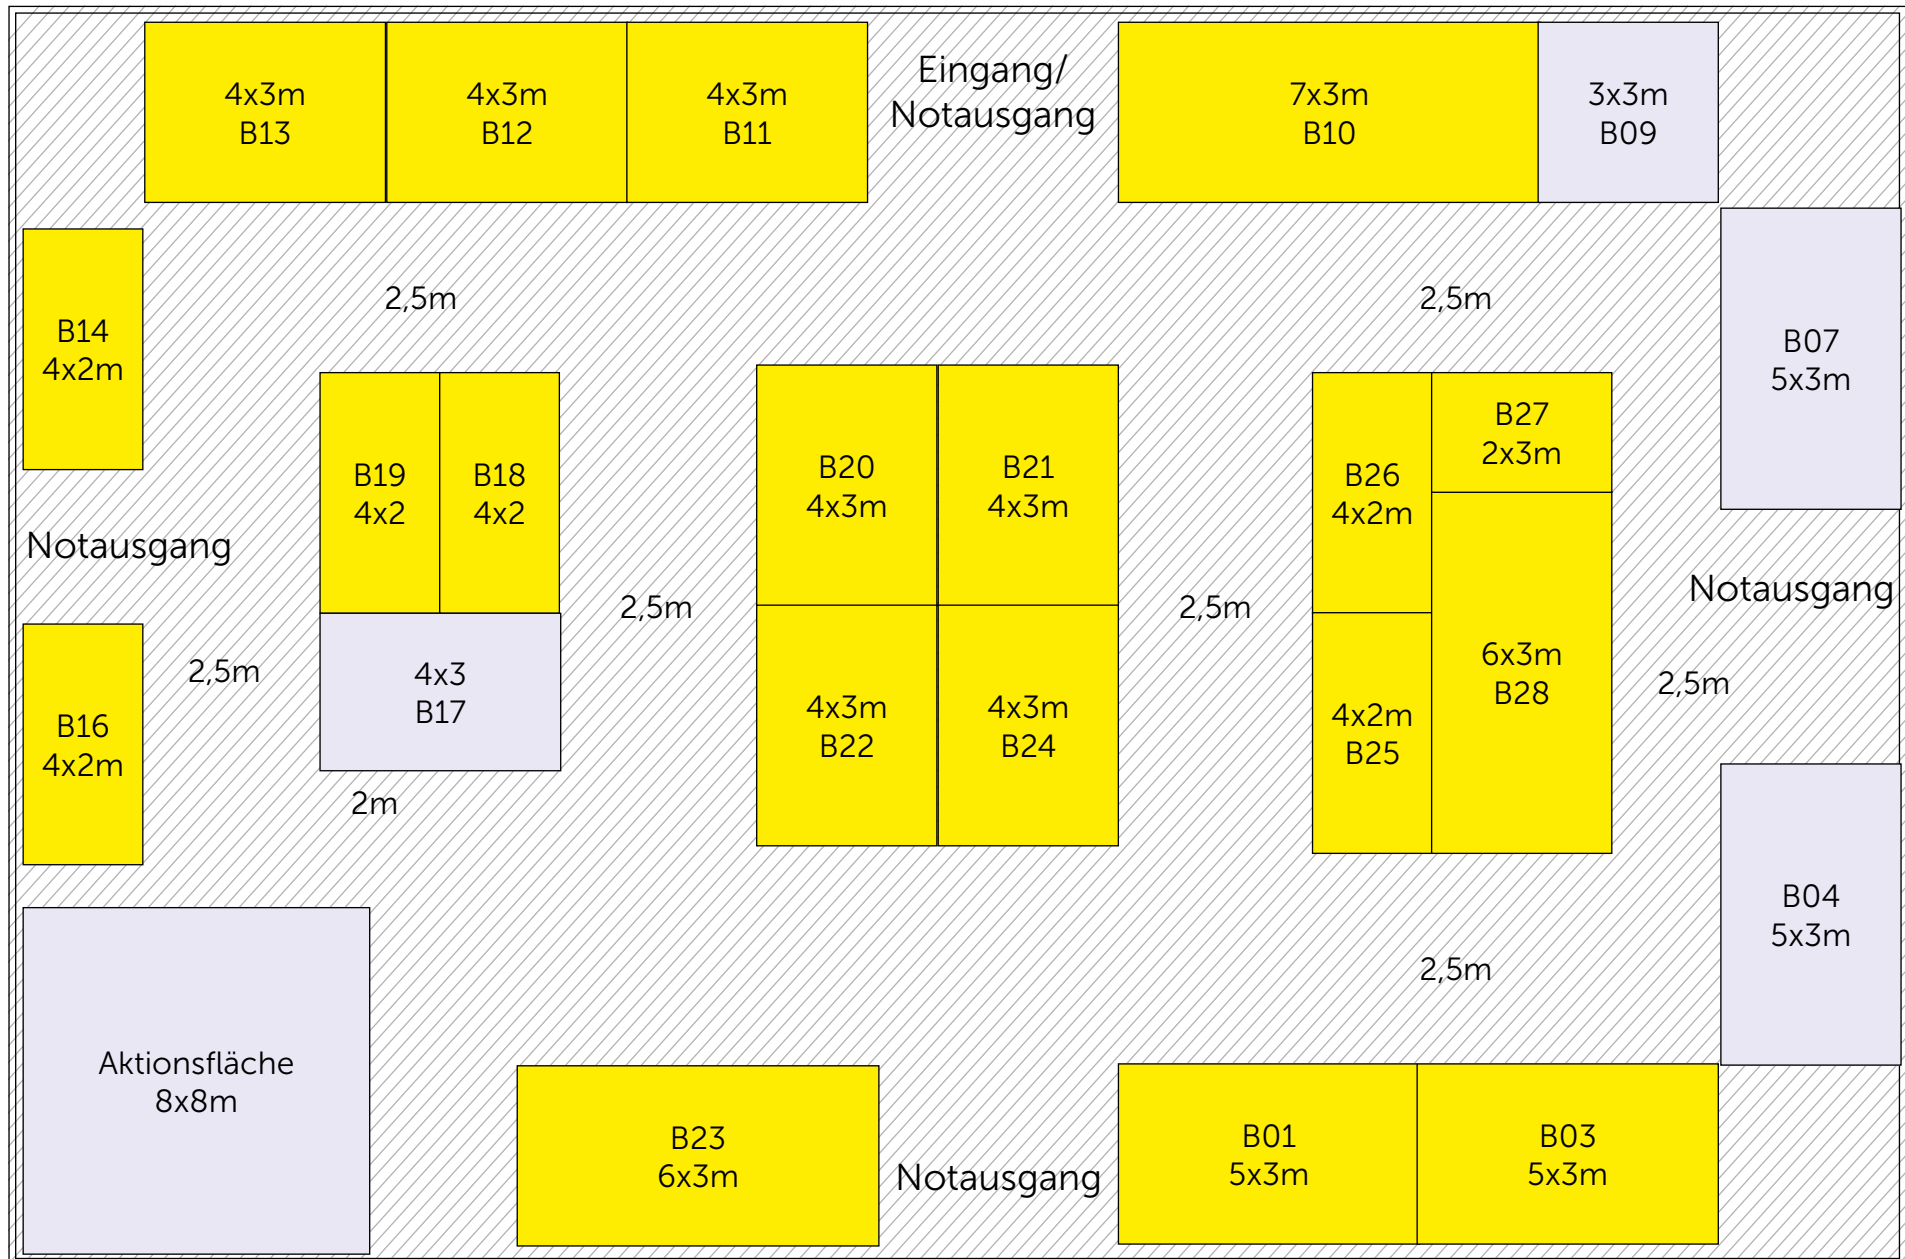 4x3m
B13
4x3m
B12
4x3m
B11
Eingang/
Notausgang
7x3m
B10
3x3m
B09
B14
4x2m
2,5m
2,5m
B07
5x3m
B19
4x2
B18
4x2
B20
4x3m
B21
4x3m
B26
4x2m
B27
2x3m
Notausgang
2,5m
2,5m
Notausgang
B16
4x2m
2,5m
4x3
B17
4x3m
B22
4x3m
B24
4x2m
B25
6x3m
B28
2,5m
2m
B04
5x3m
2,5m
Aktionsfläche
8x8m
B23
6x3m
Notausgang
B01
5x3m
B03
5x3m